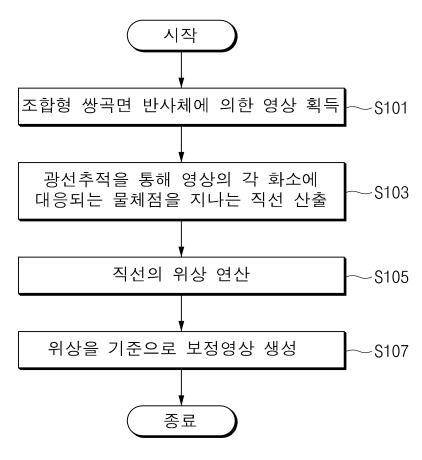 시작
조합형 쌍곡면 반사체에 의한 영상 획득
S101
광선추적을 통해 영상의 각 화소에
대응되는 물체점을 지나는 직선 산출
S103
직선의 위상 연산
S105
위상을 기준으로 보정영상 생성
S107
종료